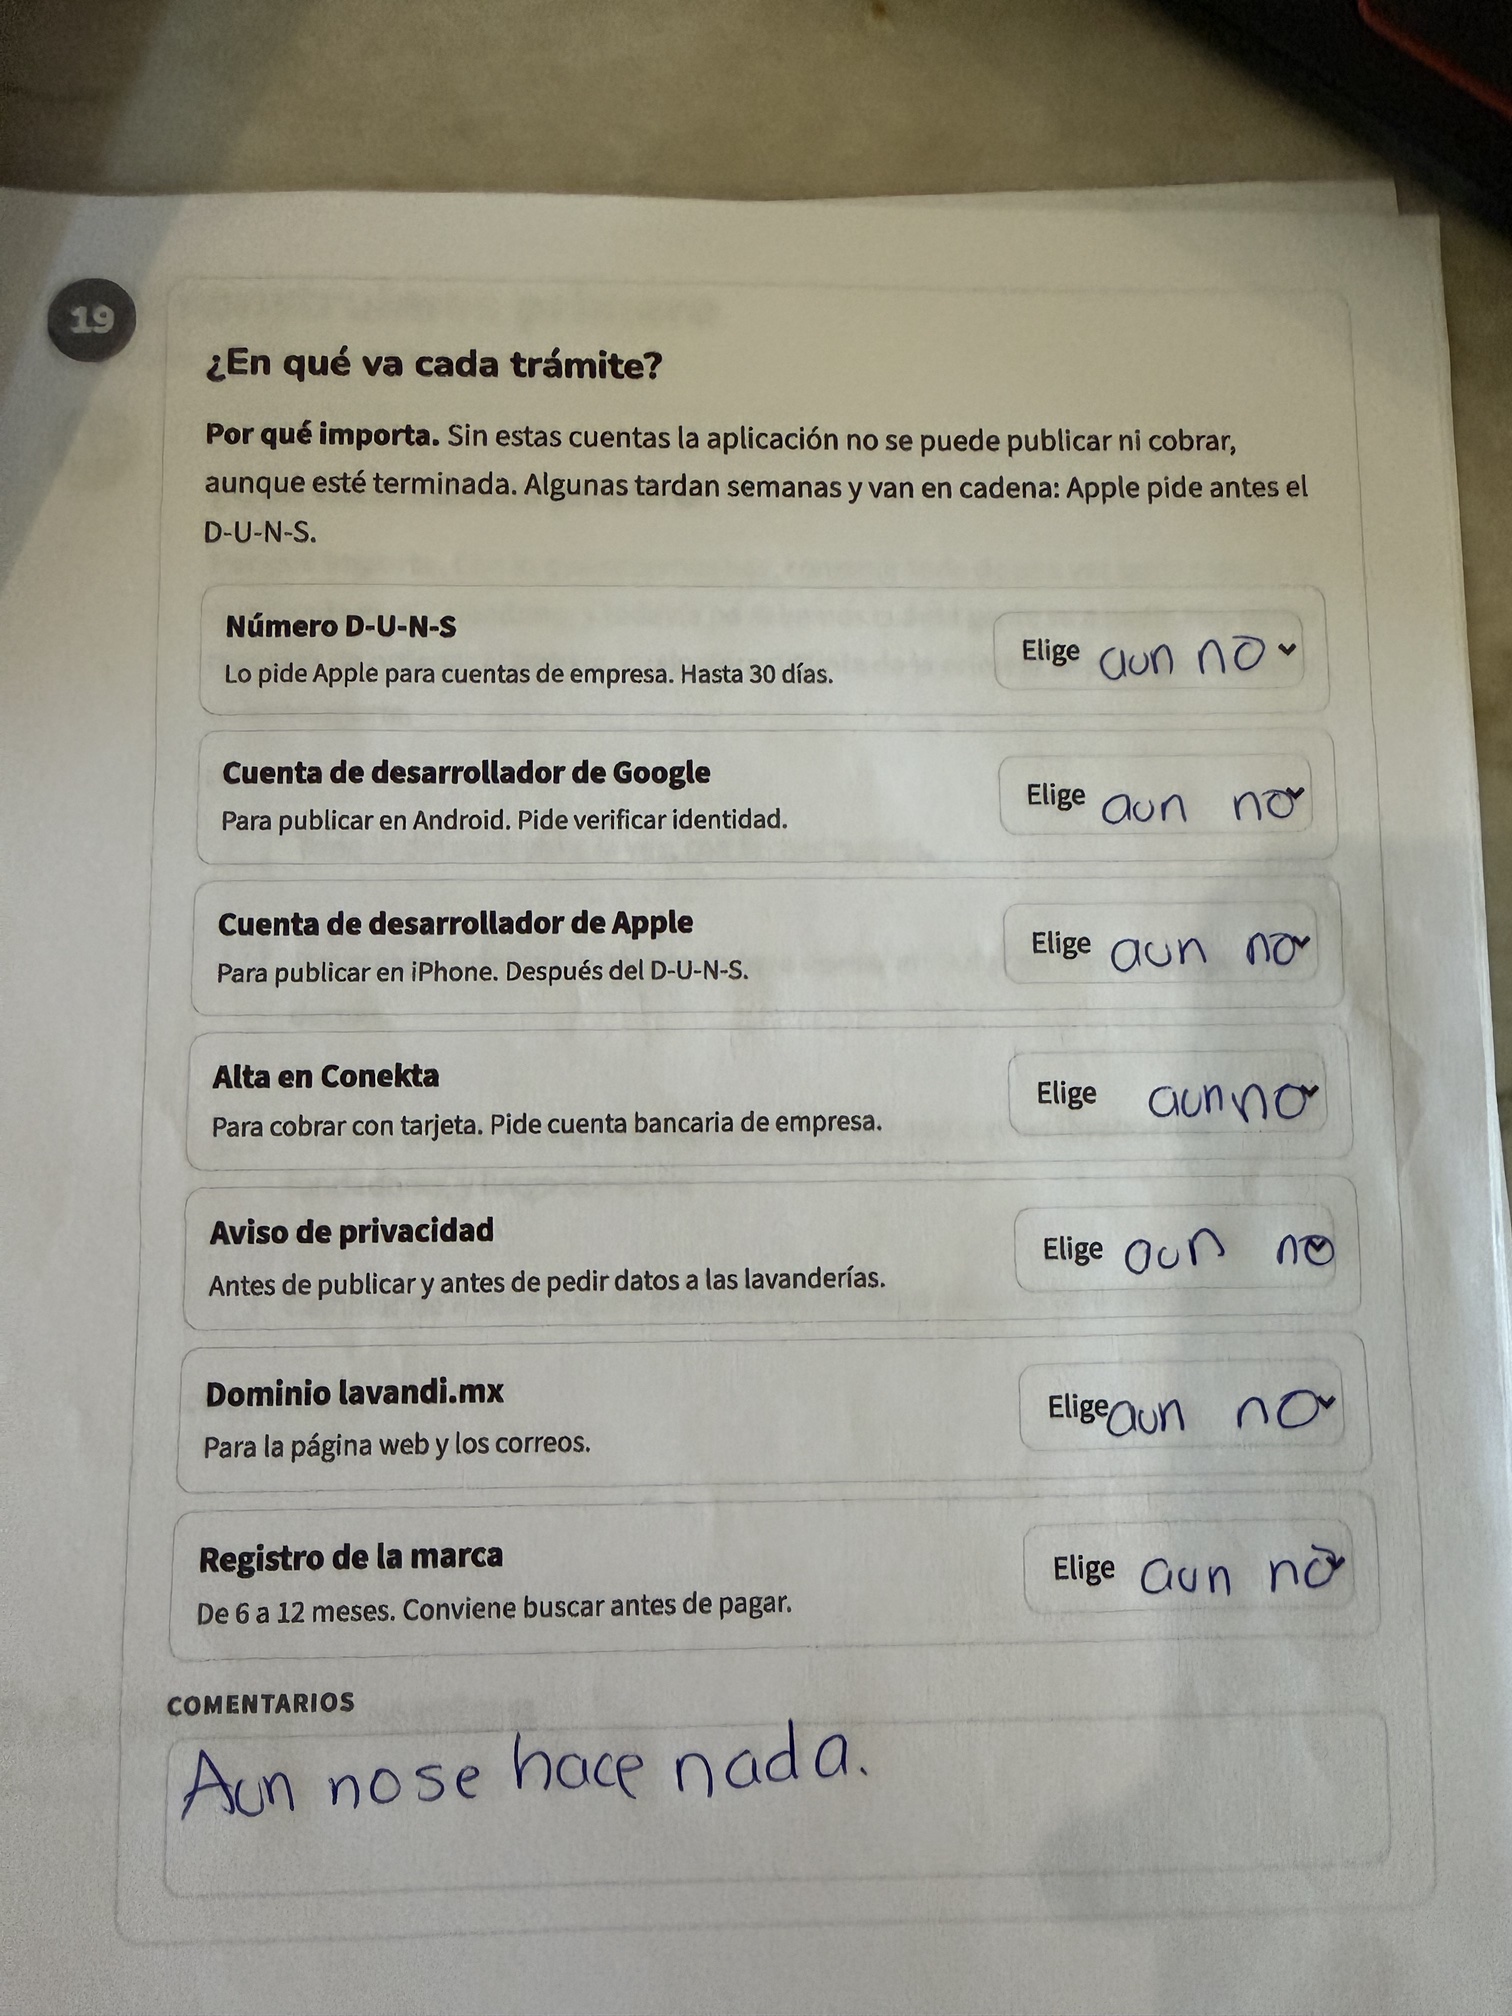 19
¿En qué va cada trámite?
Por qué importa. Sin estas cuentas la aplicación no se puede publicar ni cobrar,
aunque esté terminada. Algunas tardan semanas y van en cadena: Apple pide antes el
D-U-N-S.
Número D-U-N-S
Lo pide Apple para cuentas de empresa. Hasta 30 días.
Elige aun no
Cuenta de desarrollador de Google
Para publicar en Android. Pide verificar identidad.
Elige aun no
Cuenta de desarrollador de Apple
Para publicar en iPhone. Después del D-U-N-S.
Elige aun no
Alta en Conekta
Para cobrar con tarjeta. Pide cuenta bancaria de empresa.
Elige aun no
Aviso de privacidad
Antes de publicar y antes de pedir datos a las lavanderías.
Elige aun no
Dominio lavandi.mx
Para la página web y los correos.
Elige aun no
Registro de la marca
De 6 a 12 meses. Conviene buscar antes de pagar.
Elige aun no
COMENTARIOS
Aun no se hace nada.